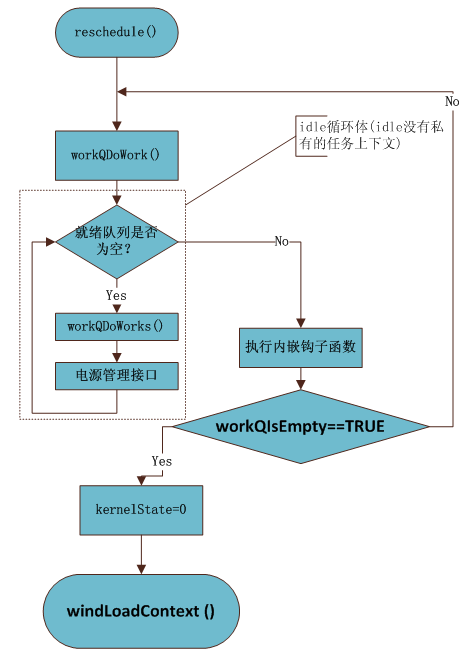 reschedule()
No
idle循环体(idle没有私
有的任务上下文)
workQDoWork()
就绪队列是否
为空？
No
Yes
workQDoWorks()
执行内嵌钩子函数
电源管理接口
workQIsEmpty==TRUE
Yes
kernelState=0
windLoadContext ()